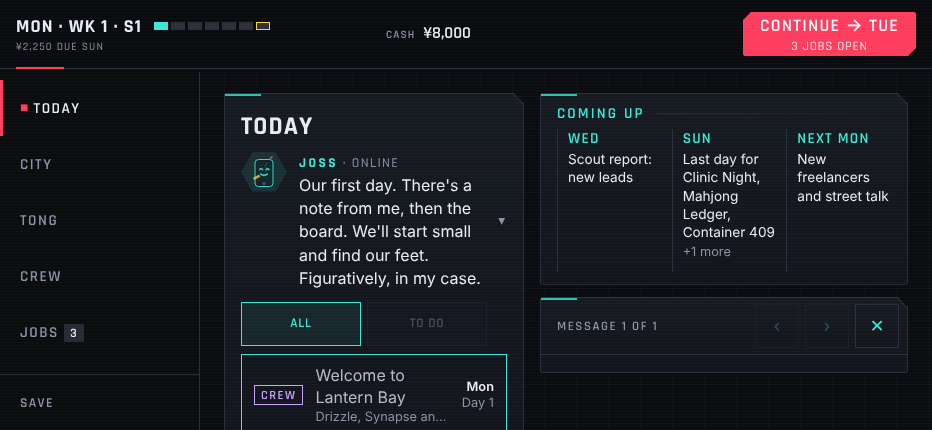 MON · WK 1 · S1
¥2,250 DUE SUN
CASH ¥8,000
CONTINUE → TUE
3 JOBS OPEN
TODAY
CITY
TONG
CREW
JOBS 3
SAVE
TODAY
JOSS · ONLINE
Our first day. There's a
note from me, then the
board. We'll start small
and find our feet.
Figuratively, in my case.
▼
ALL
TO DO
CREW
Welcome to
Lantern Bay
Drizzle, Synapse an...
Mon
Day 1
COMING UP
WED
Scout report:
new leads
SUN
Last day for
Clinic Night,
Mahjong
Ledger,
Container 409
+1 more
NEXT MON
New
freelancers
and street talk
MESSAGE 1 OF 1
‹ › ✕